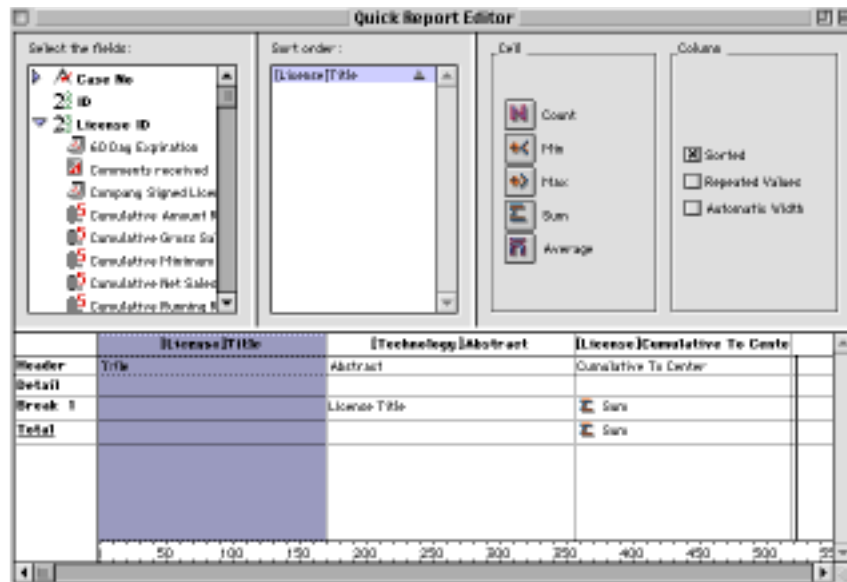 Quick Report Editor
Select the fields:
Case No
ID
License ID
60 Day Expiration
Comments received
Company Signed Licen
Cumulative Amount
Cumulative Gross Sal
Cumulative Minimum
Cumulative Net Sales
Cumulative Running
Sort order:
[License]Title
Cell
Count
Min
Max
Sum
Average
Column
Sorted
Repeated Values
Automatic Width
[License]Title [Technology]Abstract [License]Cumulative To Cente
Header Title Abstract Cumulative To Center
Detail
Break 1 License Title Sum
Total Sum
50 100 150 200 250 300 350 400 450 500 55